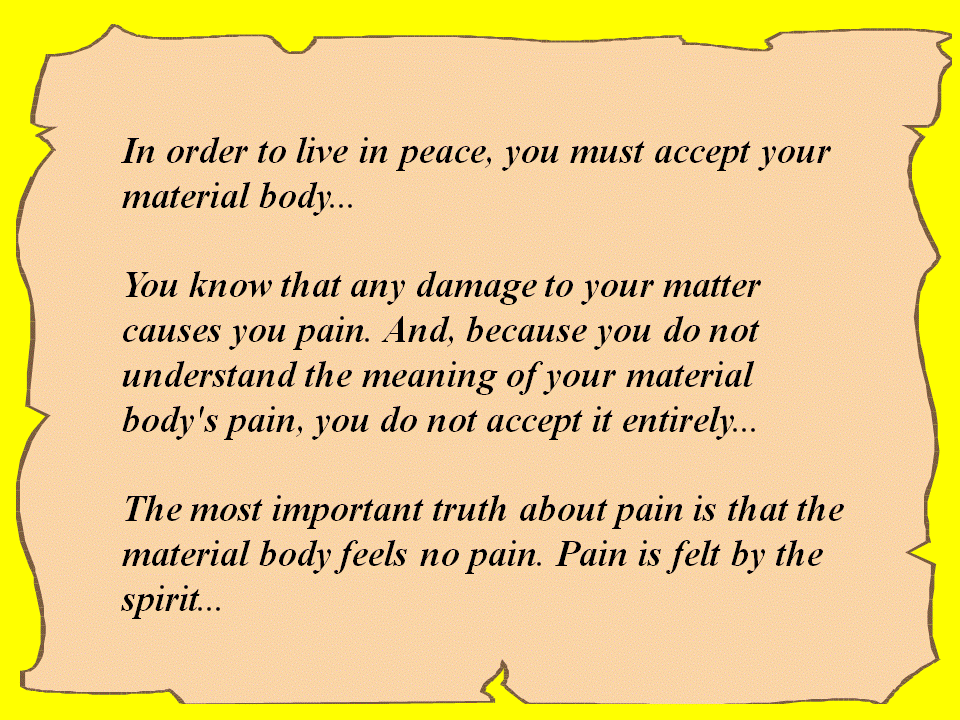 In order to live in peace, you must accept your
material body...
You know that any damage to your matter
causes you pain. And, because you do not
understand the meaning of your material
body's pain, you do not accept it entirely...
The most important truth about pain is that the
material body feels no pain. Pain is felt by the
spirit...